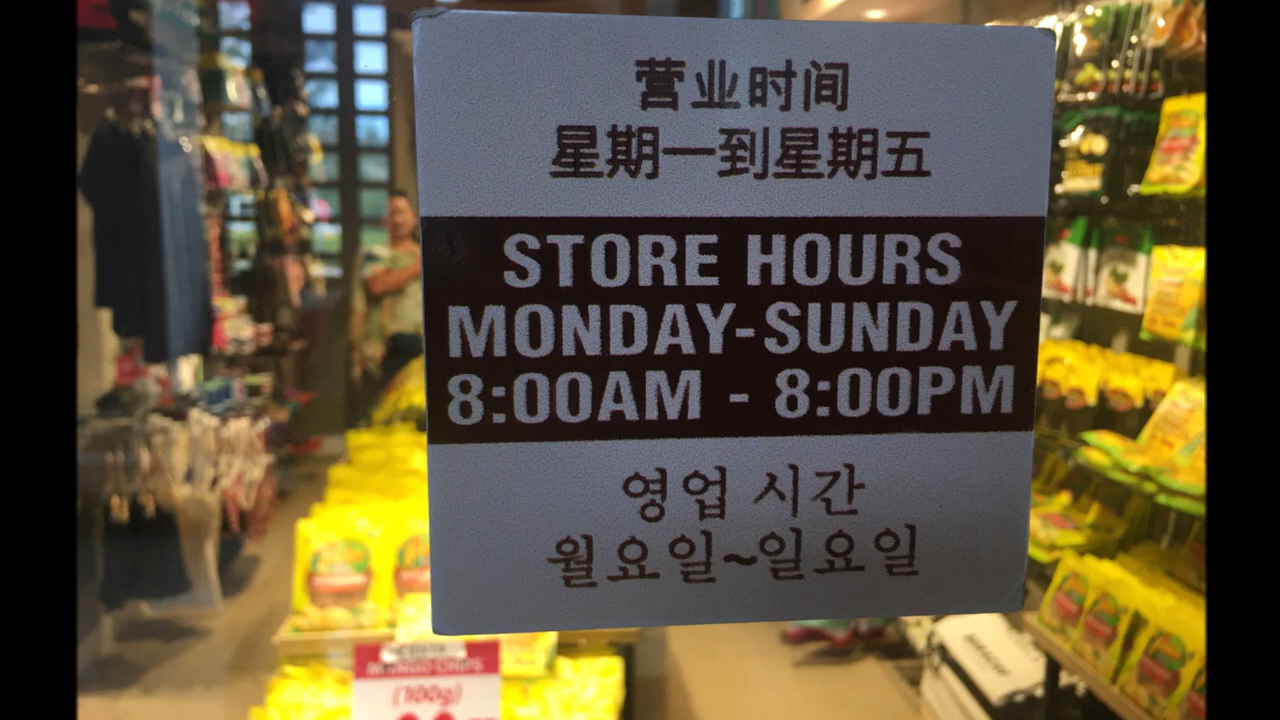 营业时间
星期一到星期五
STORE HOURS
MONDAY-SUNDAY
8:00AM - 8:00PM
영업 시간
월요일~일요일
CHIPS
(100g)